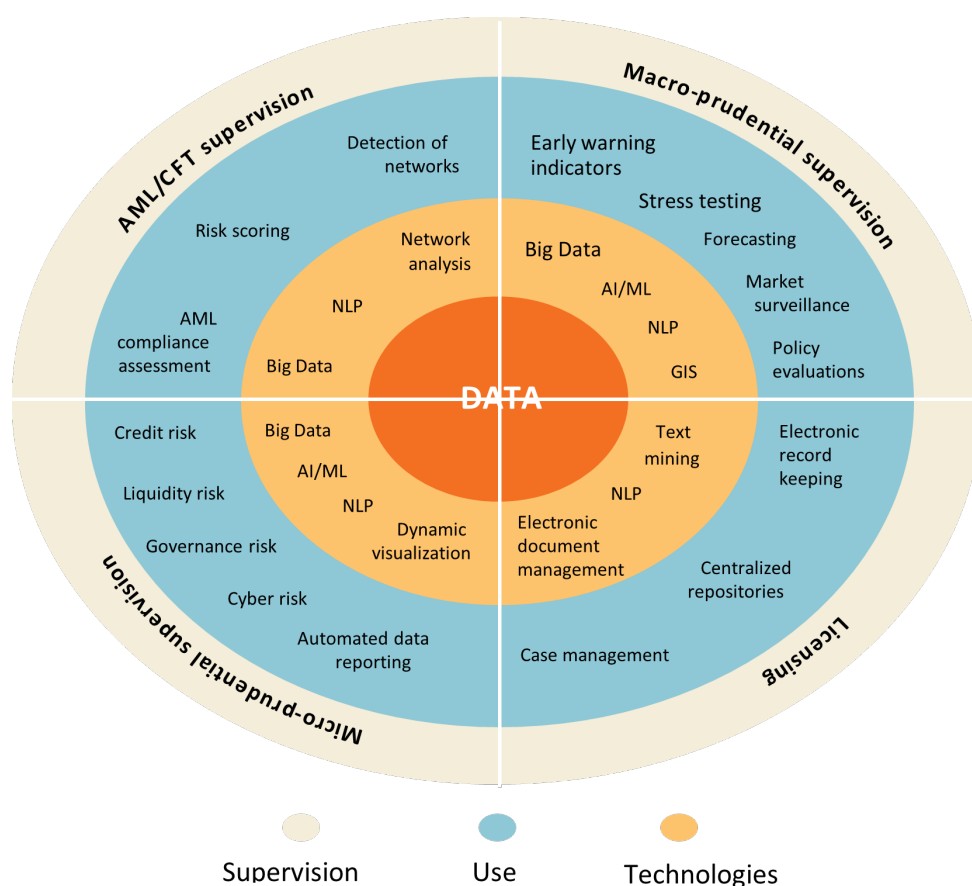 AML/CFT supervision
Detection of
networks
Risk scoring
AML
compliance
assessment
Network
analysis
NLP
Big Data
Macro-prudential supervision
Early warning
indicators
Stress testing
Forecasting
Market
surveillance
Policy
evaluations
Big Data
AI/ML
NLP
GIS
DATA
Credit risk
Liquidity risk
Governance risk
Cyber risk
Automated data
reporting
Big Data
AI/ML
NLP
Dynamic
visualization
Micro-prudential supervision
Text
mining
NLP
Electronic
document
management
Electronic
record
keeping
Centralized
repositories
Case management
Licensing
Supervision
Use
Technologies